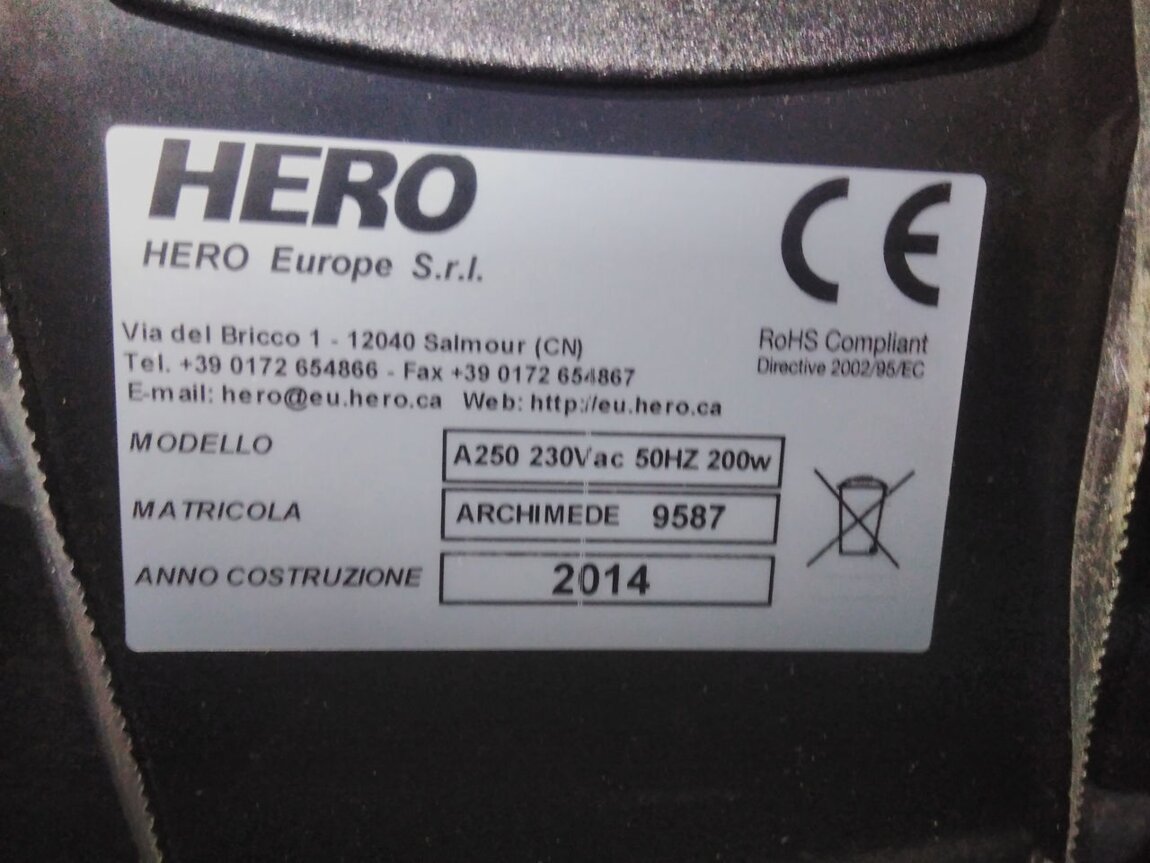 HERO
HERO Europe S.r.l.
CE
RoHS Compliant
Directive 2002/95/EC
Via del Bricco 1 - 12040 Salmour (CN)
Tel. +39 0172 654866 - Fax +39 0172 654867
E-mail: hero@eu.hero.ca Web: http://eu.hero.ca
MODELLO A250 230Vac 50HZ 200w
MATRICOLA ARCHIMEDE 9587
ANNO COSTRUZIONE 2014